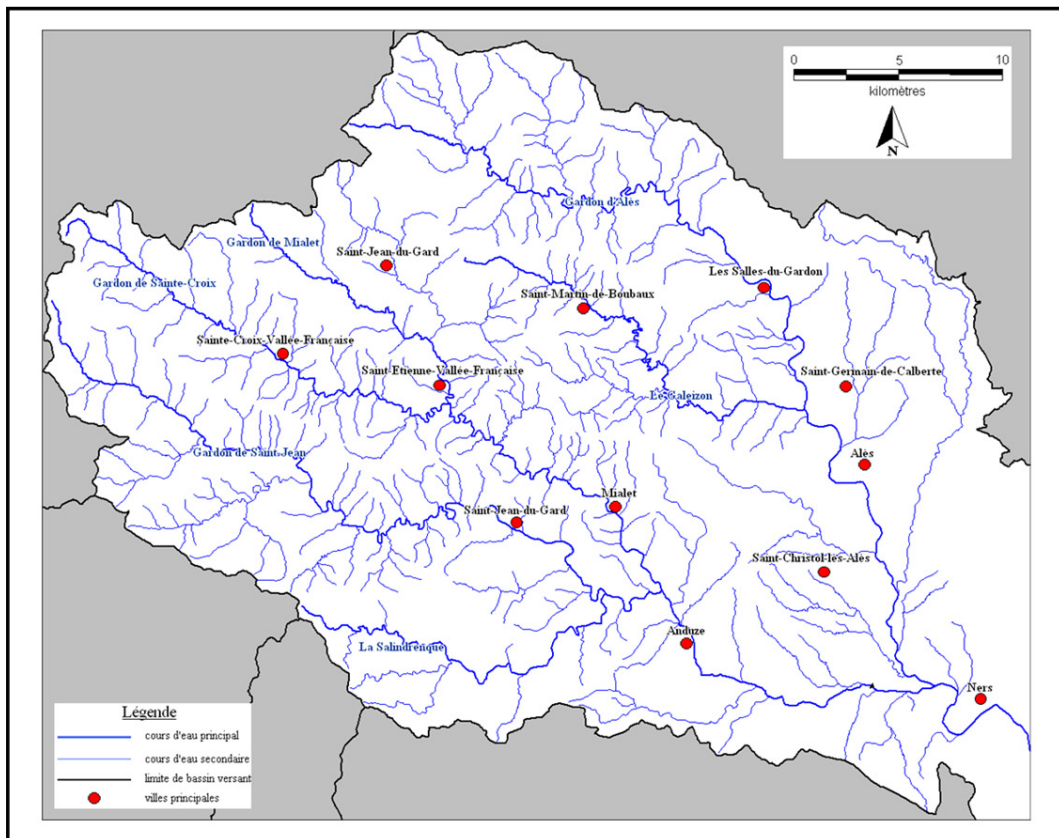 0 5 10
kilomètres
N
Gardon d'Alès
Gardon de Mialet
Saint-Jean-du-Gard
Gardon de Sainte-Croix
Les Salles-du-Gardon
Saint-Martin-de-Boubaux
Sainte-Croix-Vallée-Française
Saint-Etienne-Vallée-Française
Saint-Germain-de-Calberte
Le Galeizon
Gardon de Saint-Jean
Alès
Mialet
Saint-Jean-du-Gard
Saint-Christol-lès-Alès
Anduze
La Salindrenque
Ners
Légende
cours d'eau principal
cours d'eau secondaire
limite de bassin versant
villes principales